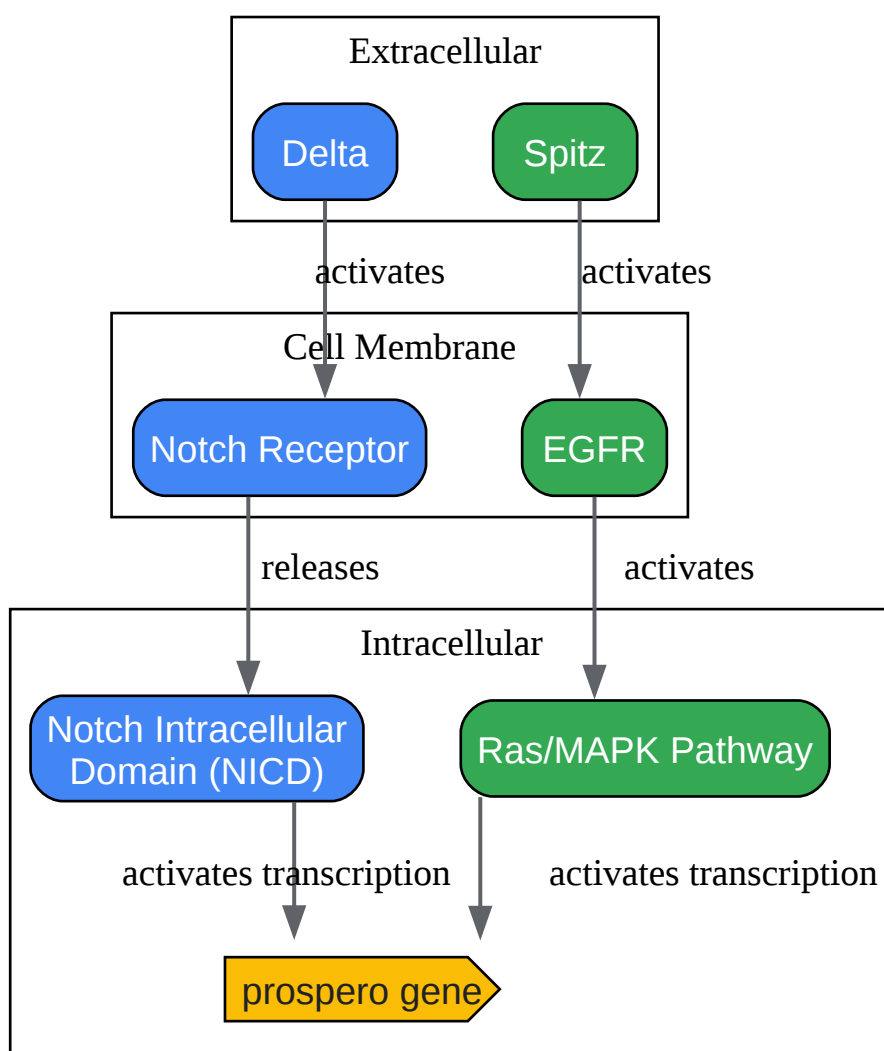 Extracellular
Delta
Spitz
activates
activates
Cell Membrane
Notch Receptor
EGFR
releases
activates
Intracellular
Notch Intracellular
Domain (NICD)
Ras/MAPK Pathway
activates transcription
activates transcription
prospero gene